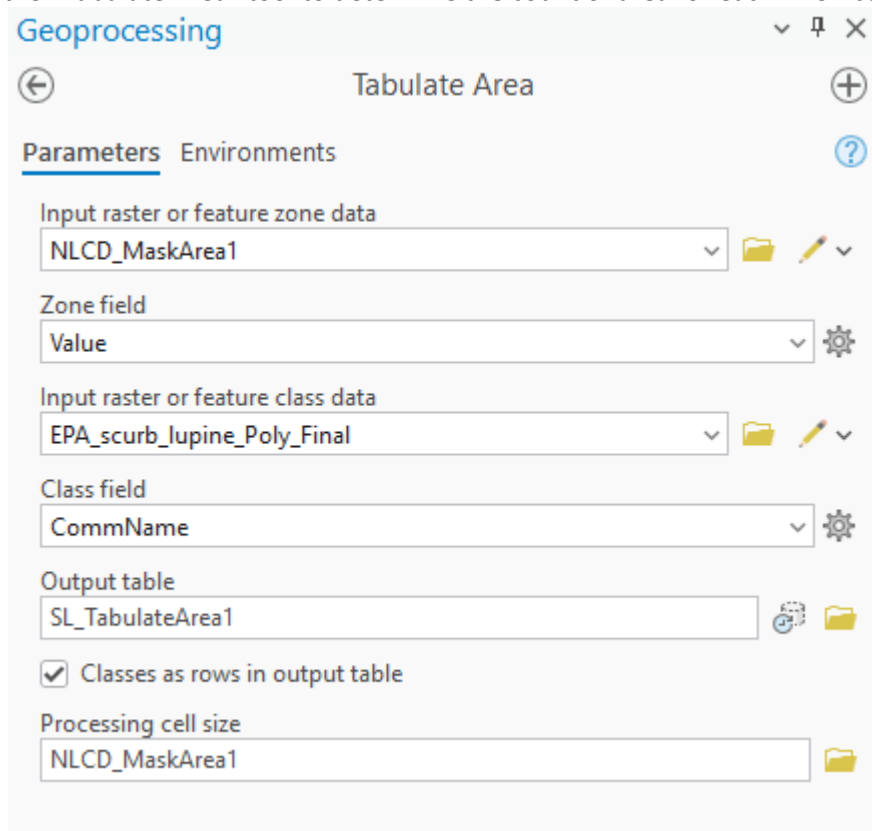 Geoprocessing
Tabulate Area
Parameters Environments
Input raster or feature zone data
NLCD_MaskArea1
Zone field
Value
Input raster or feature class data
EPA_scurb_lupine_Poly_Final
Class field
CommName
Output table
SL_TabulateArea1
Classes as rows in output table
Processing cell size
NLCD_MaskArea1